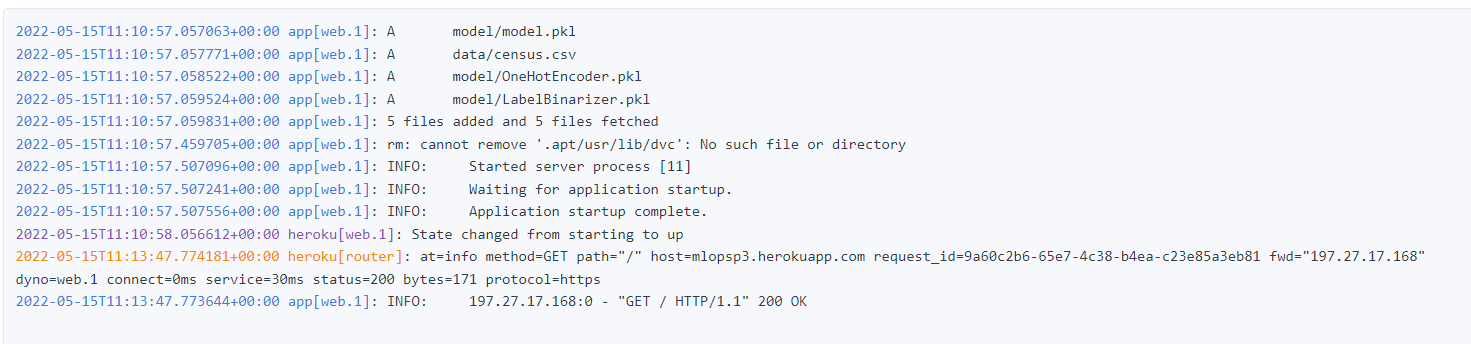 2022-05-15T11:10:57.057063+00:00 app[web.1]: A       model/model.pkl
2022-05-15T11:10:57.057771+00:00 app[web.1]: A       data/census.csv
2022-05-15T11:10:57.058522+00:00 app[web.1]: A       model/OneHotEncoder.pkl
2022-05-15T11:10:57.059524+00:00 app[web.1]: A       model/LabelBinarizer.pkl
2022-05-15T11:10:57.059831+00:00 app[web.1]: 5 files added and 5 files fetched
2022-05-15T11:10:57.459705+00:00 app[web.1]: rm: cannot remove '.apt/usr/lib/dvc': No such file or directory
2022-05-15T11:10:57.507096+00:00 app[web.1]: INFO:     Started server process [11]
2022-05-15T11:10:57.507241+00:00 app[web.1]: INFO:     Waiting for application startup.
2022-05-15T11:10:57.507556+00:00 app[web.1]: INFO:     Application startup complete.
2022-05-15T11:10:58.056612+00:00 heroku[web.1]: State changed from starting to up
2022-05-15T11:13:47.774181+00:00 heroku[router]: at=info method=GET path="/" host=mlopsp3.herokuapp.com request_id=9a60c2b6-65e7-4c38-b4ea-c23e85a3eb81 fwd="197.27.17.168"
dyno=web.1 connect=0ms service=30ms status=200 bytes=171 protocol=https
2022-05-15T11:13:47.773644+00:00 app[web.1]: INFO:     197.27.17.168:0 - "GET / HTTP/1.1" 200 OK